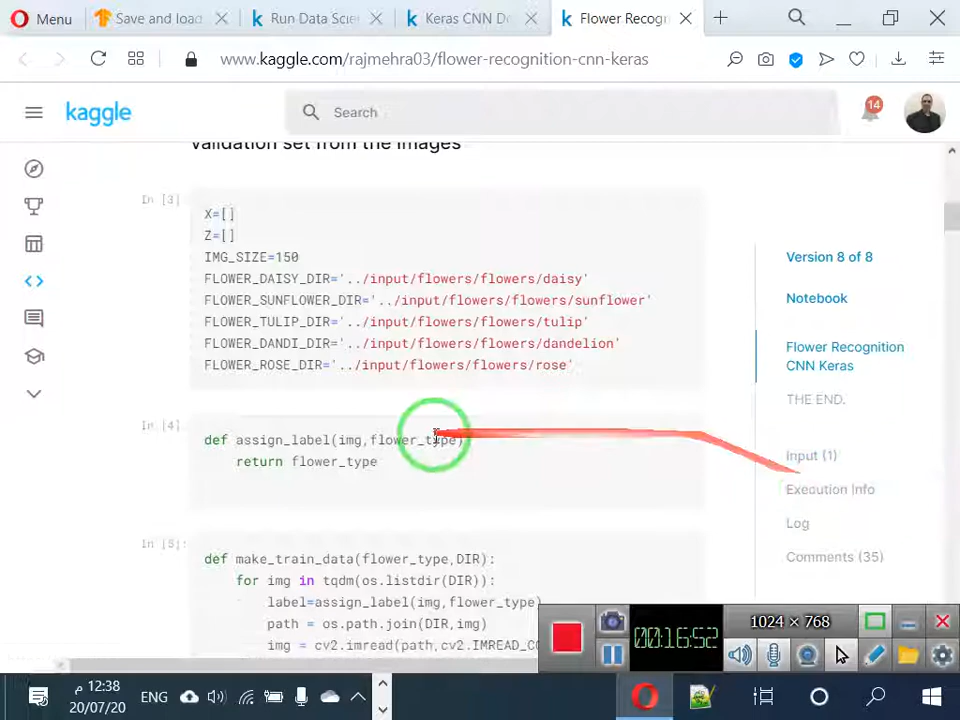 Menu
Save and load
Run Data Scie
Keras CNN D
Flower Recogn
www.kaggle.com/rajmehra03/flower-recognition-cnn-keras
kaggle
Search
14
validation set from the images
In [3]
X=[]
Z=[]
IMG_SIZE=150
FLOWER_DAISY_DIR='../input/flowers/flowers/daisy'
FLOWER_SUNFLOWER_DIR='../input/flowers/flowers/sunflower'
FLOWER_TULIP_DIR='../input/flowers/flowers/tulip'
FLOWER_DANDI_DIR='../input/flowers/flowers/dandelion'
FLOWER_ROSE_DIR='../input/flowers/flowers/rose'
Version 8 of 8
Notebook
Flower Recognition
CNN Keras
THE END.
Input (1)
Execution Info
Log
Comments (35)
In [4]
def assign_label(img,flower_type)
return flower_type
In [5]:
def make_train_data(flower_type,DIR):
for img in tqdm(os.listdir(DIR)):
label=assign_label(img,flower_type)
path = os.path.join(DIR,img)
img = cv2.imread(path,cv2.IMREAD_CO
1024 × 768
00:16:52
12:38 م
20/07/20
ENG